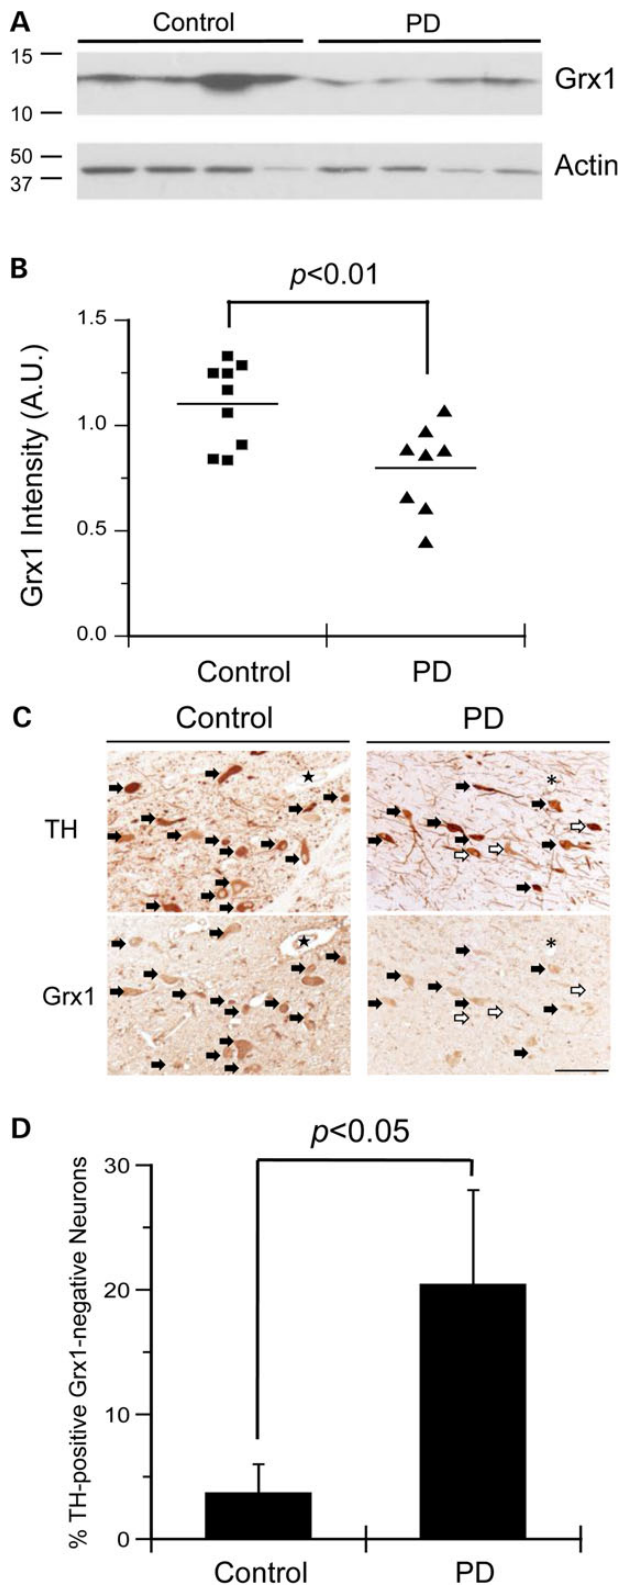 A
Control PD
15
Grx1
10
50
Actin
37
B
p<0.01
1.5
1.0
0.5
0.0
Grx1 Intensity (A.U.)
Control PD
C
Control PD
TH
*
Grx1
*
D
p<0.05
30
20
10
0
% TH-positive Grx1-negative Neurons
Control PD